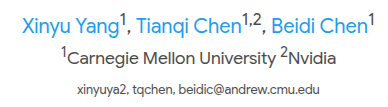 Xinyu Yang¹, Tianqi Chen¹,², Beidi Chen¹
¹Carnegie Mellon University ²Nvidia
xinyuya2, tqchen, beidic@andrew.cmu.edu